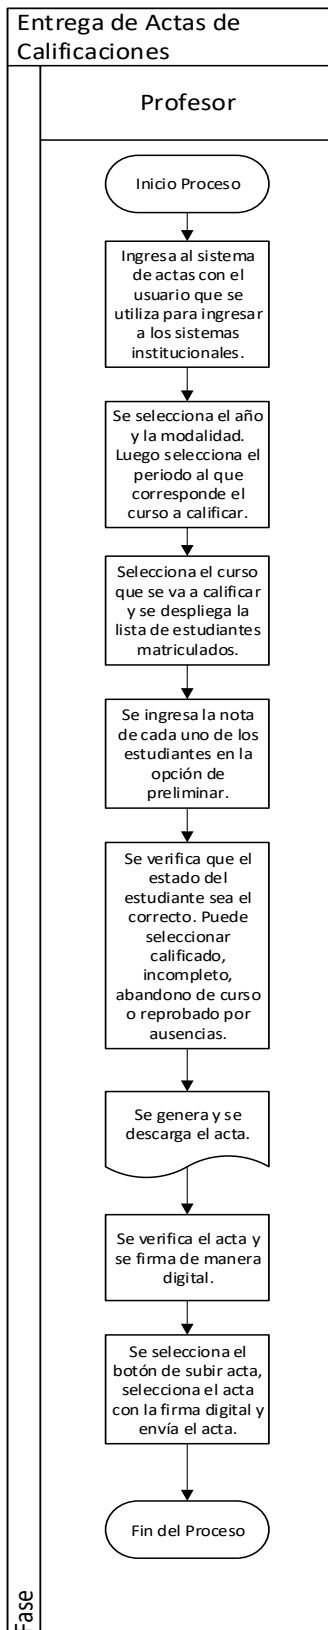 Entrega de Actas de
Calificaciones
Profesor
Inicio Proceso
Ingresa al sistema
de actas con el
usuario que se
utiliza para ingresar
a los sistemas
institucionales.
Se selecciona el año
y la modalidad.
Luego selecciona el
periodo al que
corresponde el
curso a calificar.
Selecciona el curso
que se va a calificar
y se despliega la
lista de estudiantes
matriculados.
Se ingresa la nota
de cada uno de los
estudiantes en la
opción de
preliminar.
Se verifica que el
estado del
estudiante sea el
correcto. Puede
seleccionar
calificado,
incompleto,
abandono de curso
o reprobado por
ausencias.
Se genera y se
descarga el acta.
Se verifica el acta y
se firma de manera
digital.
Se selecciona el
botón de subir acta,
selecciona el acta
con la firma digital y
envía el acta.
Fin del Proceso
Fase